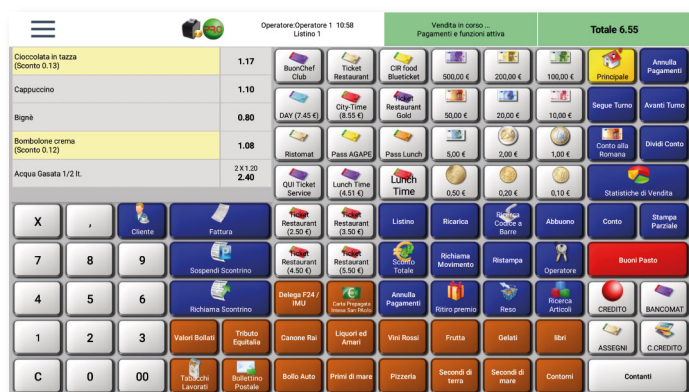 PRO
Operatore:Operatore 1 10:58
Listino 1
Vendita in corso ...
Pagamenti e funzioni attiva
Totale 6.55
Cioccolata in tazza
(Sconto 0.13)
1.17
Cappuccino
1.10
Bignè
0.80
Bombolone crema
(Sconto 0.12)
1.08
Acqua Gasata 1/2 lt.
2 X 1.20
2.40
BuonChef
Club
Ticket
Restaurant
CIR food
Blueticket
500,00 €
200,00 €
100,00 €
Principale
Annulla
Pagamenti
DAY (7.45 €)
City-Time
(8.55 €)
Ticket
Restaurant
Gold
50,00 €
20,00 €
10,00 €
Segue Turno
Avanti Turno
Ristomat
Pass AGAPE
Pass Lunch
5,00 €
2,00 €
1,00 €
Conto alla
Romana
Dividi Conto
QUI Ticket
Service
Lunch Time
(4.51 €)
Lunch
Time
0,50 €
0,20 €
0,10 €
Statistiche
di Vendita
X
,
Cliente
Fattura
Ticket
Restaurant
(2.50 €)
Ticket
Restaurant
(3.50 €)
Listino
Ricarica
Ricerca
Codice a
Barre
Abbuono
Conto
Stampa
Parziale
7
8
9
Sospendi Scontrino
Ticket
Restaurant
(4.50 €)
Ticket
Restaurant
(5.50 €)
Sconto
Totale
Richiama
Movimento
Ristampa
Operatore
Buoni
Pasto
4
5
6
Richiama Scontrino
Delega F24 /
IMU
Carta Prepagata
Intesa San PAolo
Annulla
Pagamenti
Ritiro premio
Reso
Ricerca
Articoli
CREDITO
BANCOMAT
1
2
3
Valori Bollati
Tributo
Equitalia
Canone Rai
Liquori ed
Amari
Vini Rossi
Frutta
Gelati
libri
ASSEGNI
C.CREDITO
C
0
00
Tabacchi
Lavorati
Bollettino
Postale
Bollo Auto
Primi di mare
Pizzeria
Secondi di
terra
Secondi di
mare
Contorni
Contanti